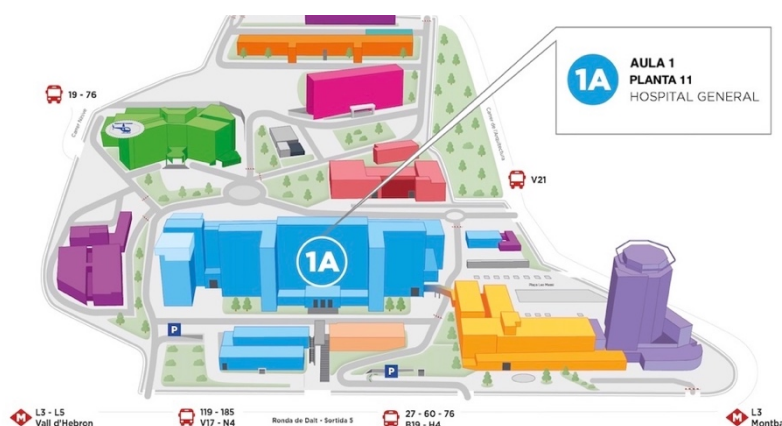 1A
AULA 1
PLANTA 11
HOSPITAL GENERAL
19 - 76
V21
1A
P
P
L3 - L5
Vall d'Hebron
119 - 185
V17 - N4
Ronda de Dalt - Sortida 5
27 - 60 - 76
B19 - H4
L3
Montba